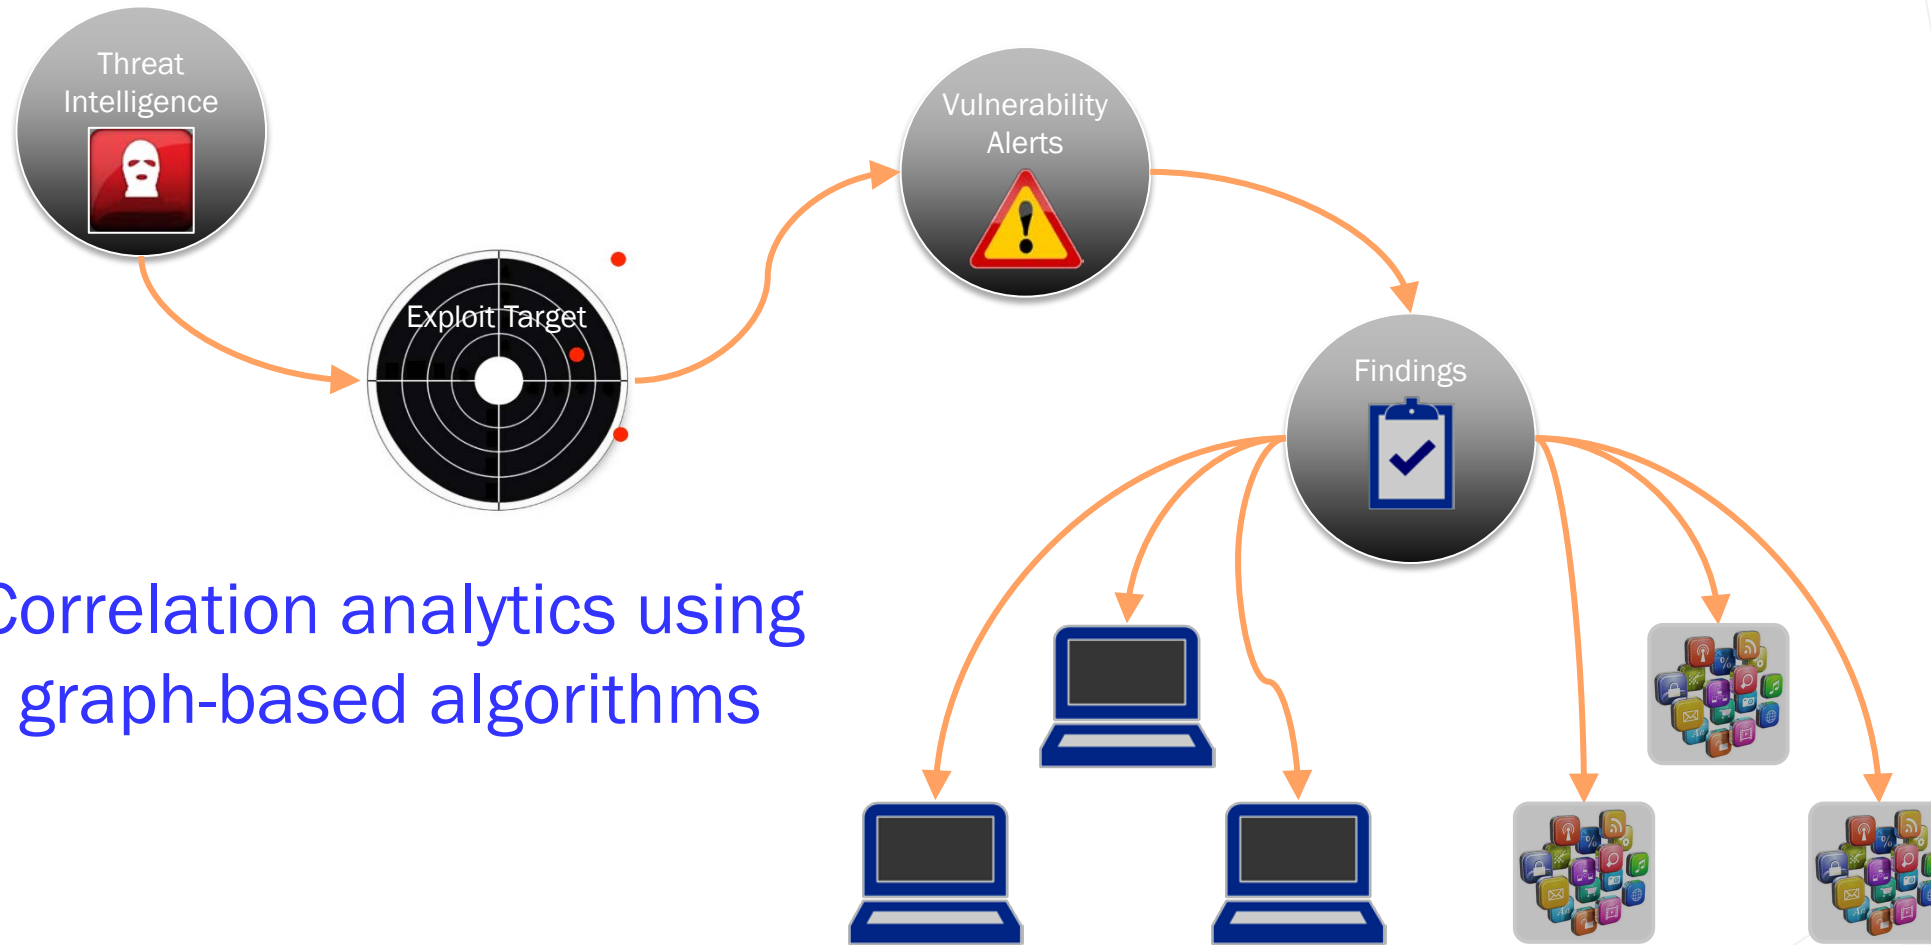 Threat
Intelligence
Vulnerability
Alerts
Exploit Target
Findings
Correlation analytics using
graph-based algorithms